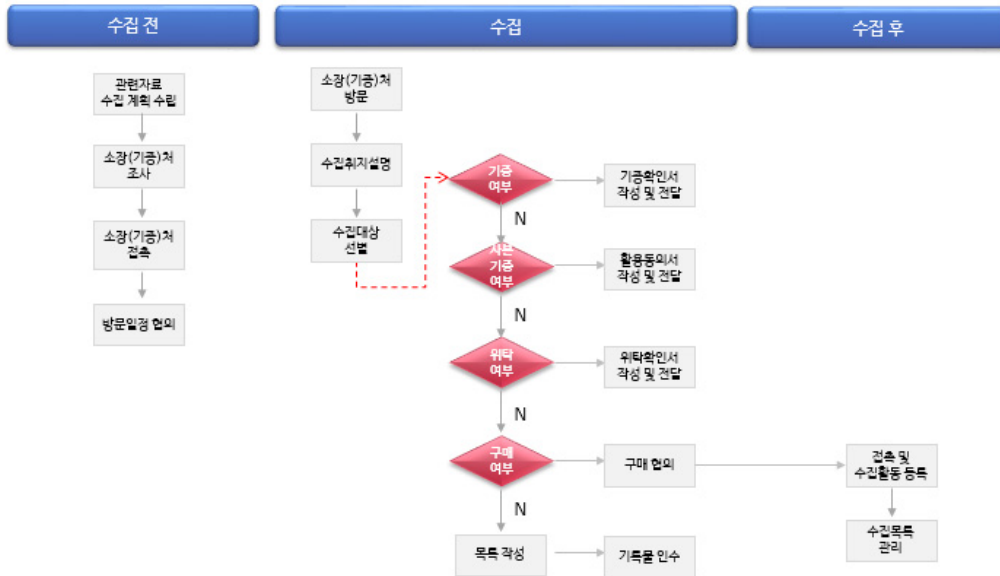 수집 전
수집
수집 후
관련자료
수집 계획 수립
소장(기증)처
조사
소장(기증)처
접촉
방문일정 협의
소장(기증)처
방문
수집취지설명
수집대상
선별
기증
여부
기증확인서
작성 및 전달
N
사본
기증
여부
활용동의서
작성 및 전달
N
위탁
여부
위탁확인서
작성 및 전달
N
구매
여부
구매 협의
접촉 및
수집활동 등록
N
목록 작성
기록물 인수
수집목록
관리